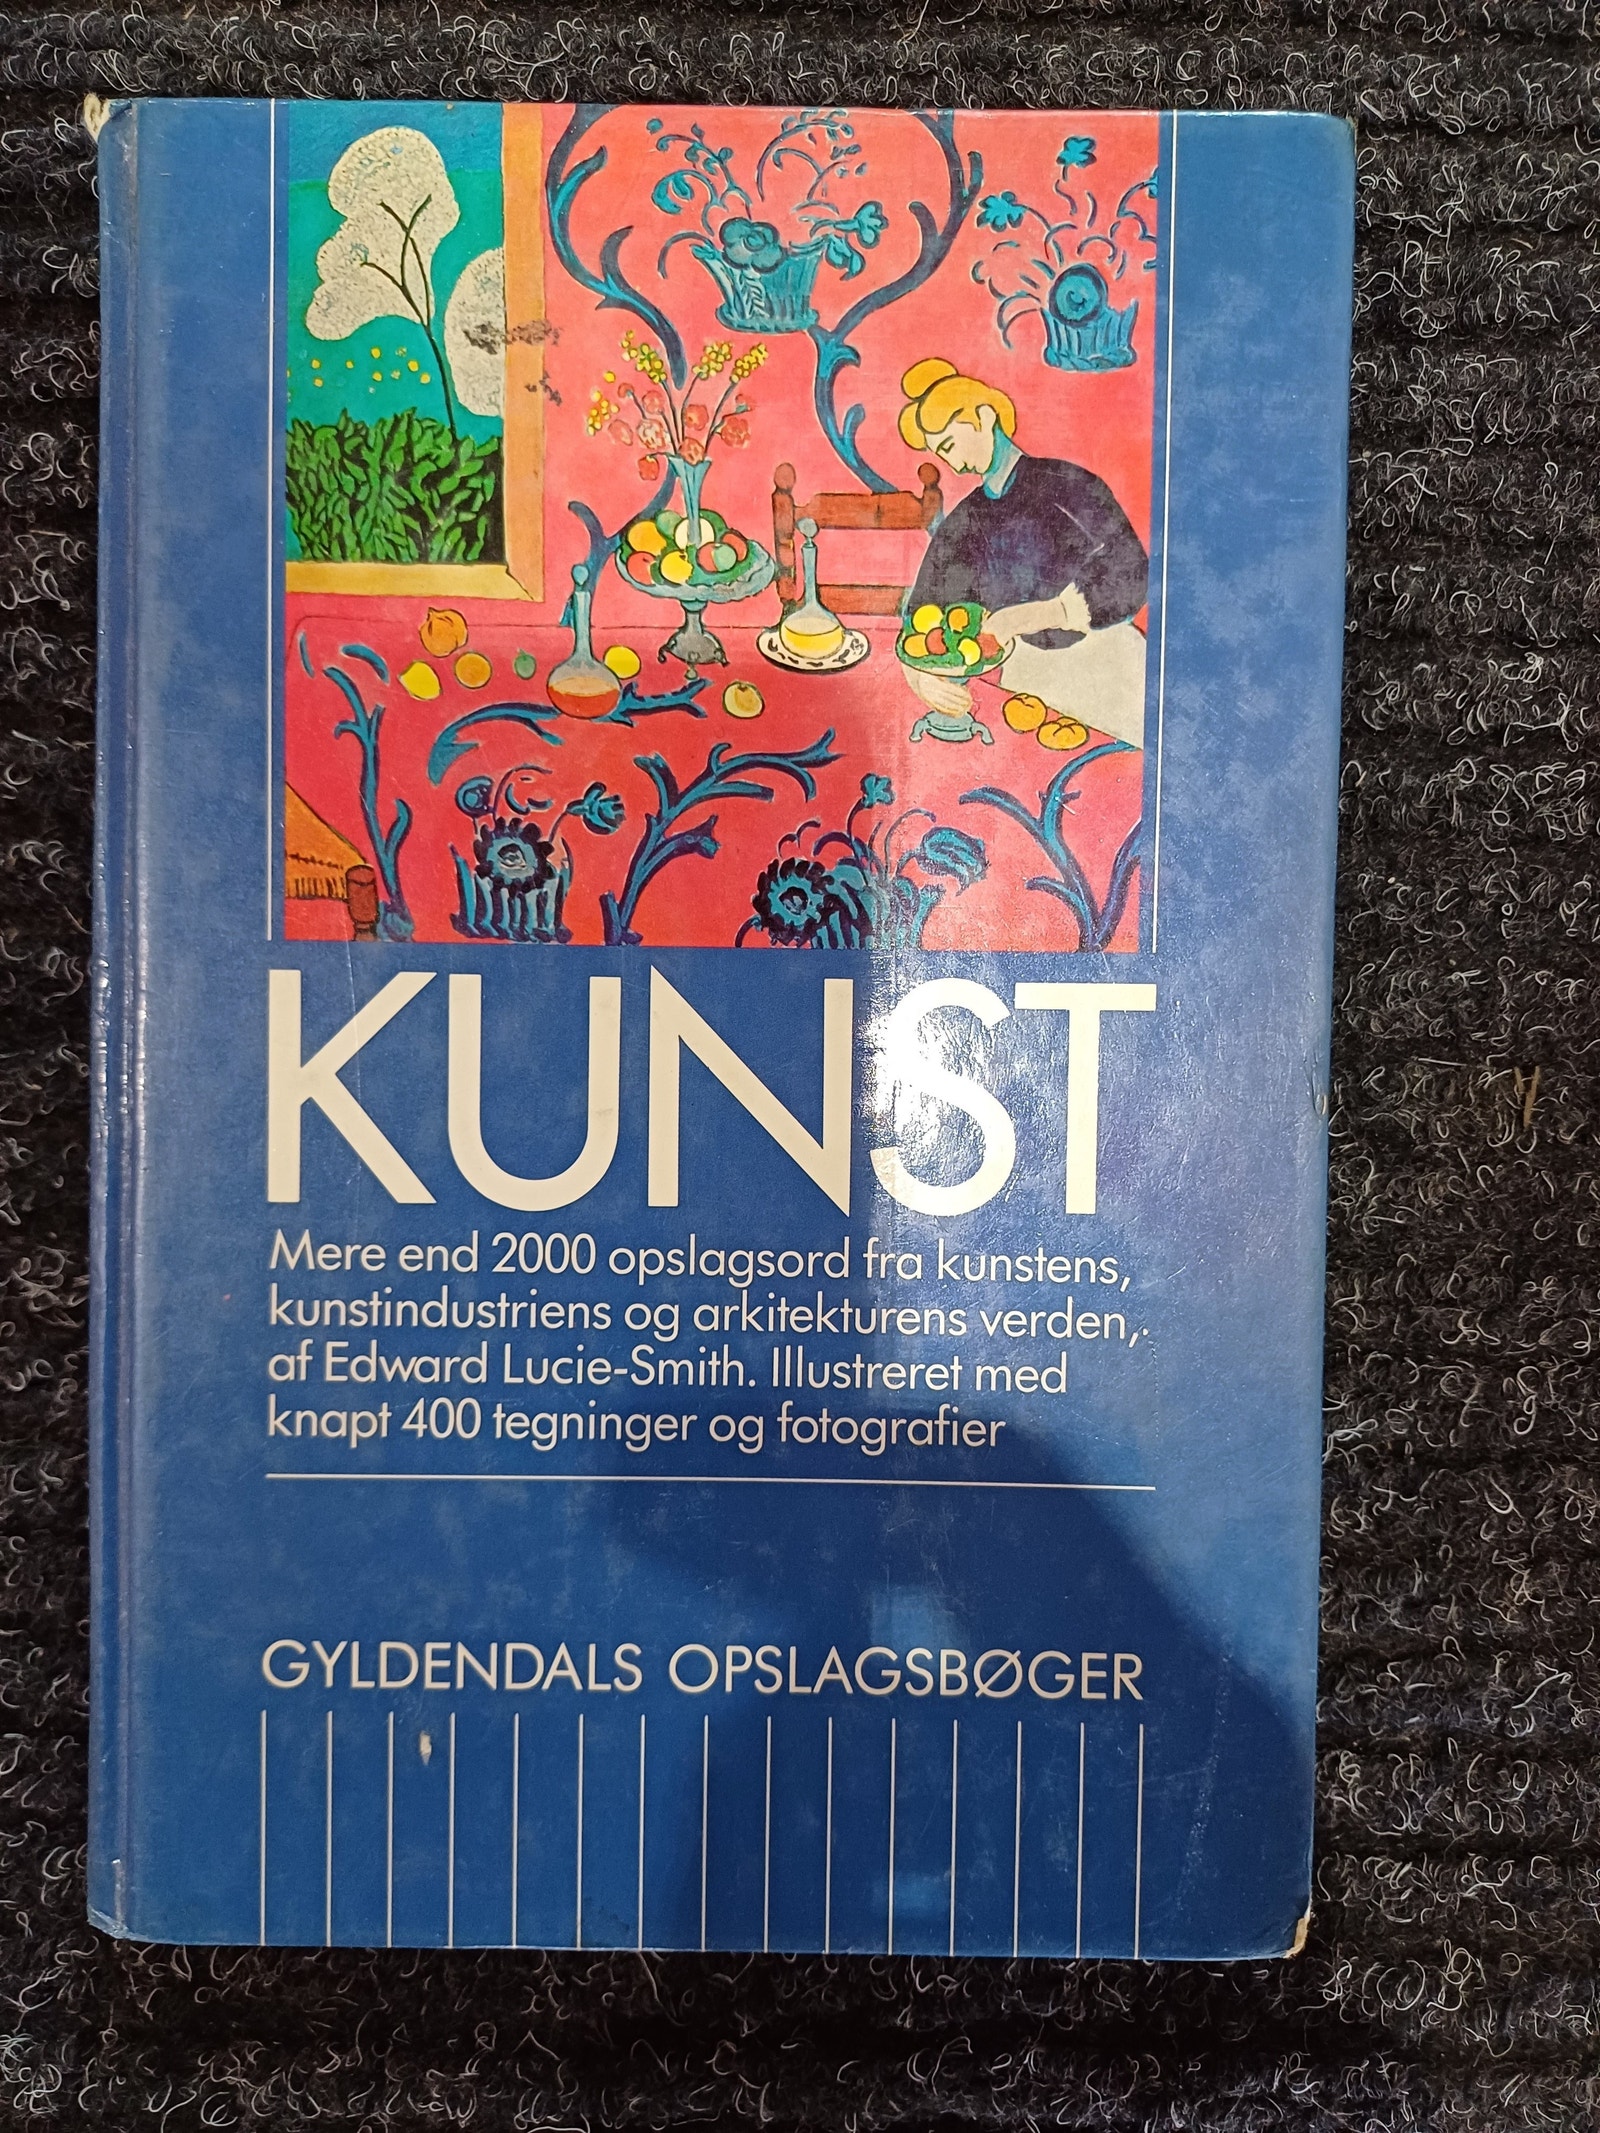 KUNST
Mere end 2000 opslagsord fra kunstens,
kunstindustriens og arkitekturens verden,
af Edward Lucie-Smith. Illustreret med
knapt 400 tegninger og fotografier
GYLDENDALS OPSLAGSBØGER